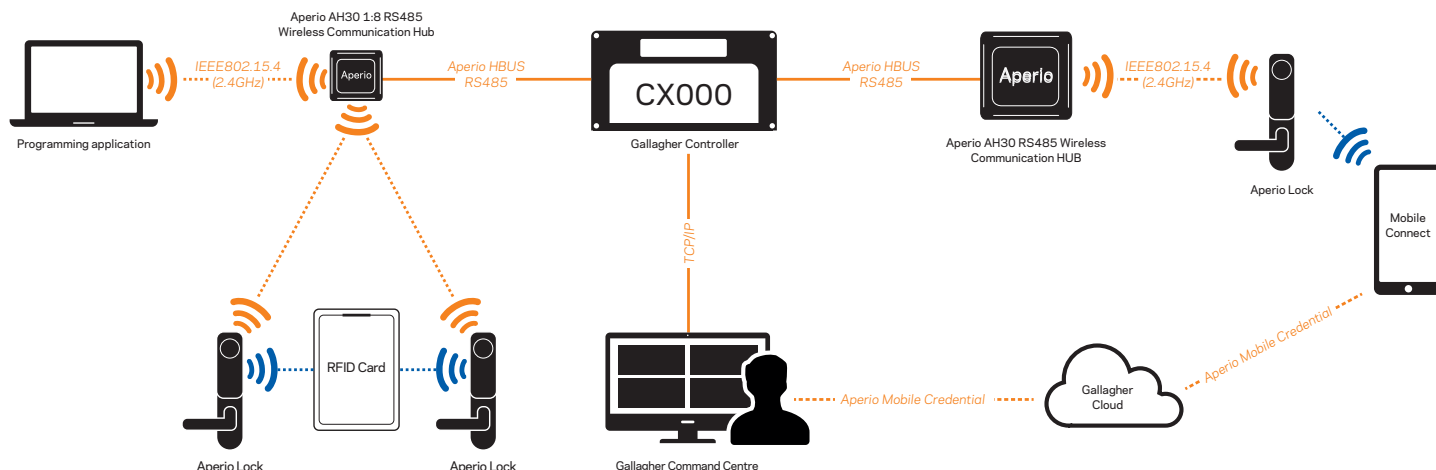 Aperio AH30 1:8 RS485
Wireless Communication Hub
IEEE802.15.4
(2.4GHz)
Aperio
Aperio HBUS
RS485
CX000
Aperio HBUS
RS485
Aperio
IEEE802.15.4
(2.4GHz)
Programming application
Gallagher Controller
Aperio AH30 RS485 Wireless
Communication HUB
Aperio Lock
Mobile
Connect
TCP/IP
RFID Card
Aperio Mobile Credential
Gallagher
Cloud
Aperio Mobile Credential
Aperio Lock
Aperio Lock
Gallagher Command Centre